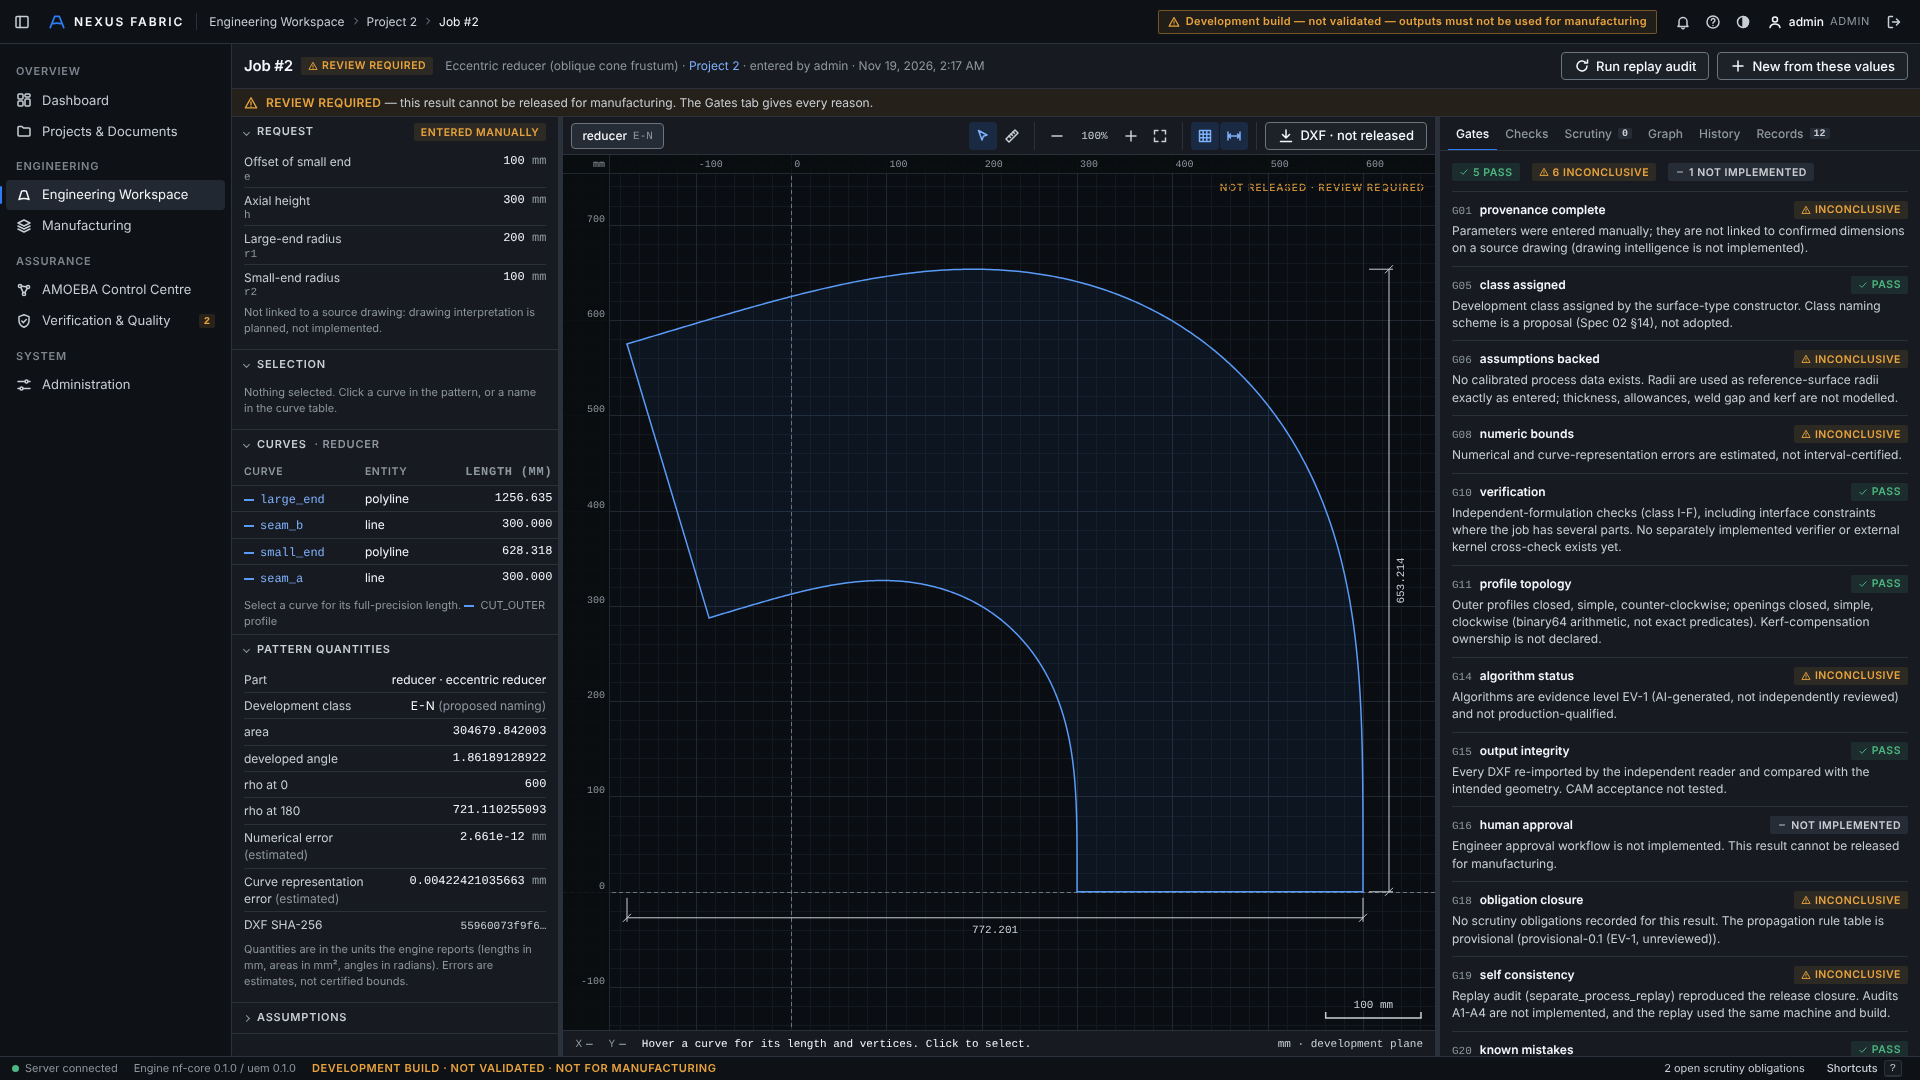 NEXUS FABRIC
Engineering Workspace › Project 2 › Job #2
Development build — not validated — outputs must not be used for manufacturing
admin ADMIN
OVERVIEW
Dashboard
Projects & Documents
ENGINEERING
Engineering Workspace
Manufacturing
ASSURANCE
AMOEBA Control Centre
Verification & Quality 2
SYSTEM
Administration
Job #2 REVIEW REQUIRED Eccentric reducer (oblique cone frustum) · Project 2 · entered by admin · Nov 19, 2026, 2:17 AM
Run replay audit
New from these values
REVIEW REQUIRED — this result cannot be released for manufacturing. The Gates tab gives every reason.
REQUEST ENTERED MANUALLY
Offset of small end 100 mm
e
Axial height 300 mm
h
Large-end radius 200 mm
r1
Small-end radius 100 mm
r2
Not linked to a source drawing: drawing interpretation is
planned, not implemented.
SELECTION
Nothing selected. Click a curve in the pattern, or a name
in the curve table.
CURVES · REDUCER
CURVE ENTITY LENGTH (MM)
large_end polyline 1256.635
seam_b line 300.000
small_end polyline 628.318
seam_a line 300.000
Select a curve for its full-precision length. CUT_OUTER
profile
PATTERN QUANTITIES
Part reducer · eccentric reducer
Development class E-N (proposed naming)
area 304679.842003
developed angle 1.86189128922
rho at 0 600
rho at 180 721.110255093
Numerical error 2.661e-12 mm
(estimated)
Curve representation 0.00422421035663 mm
error (estimated)
DXF SHA-256 55960073f9f6…
Quantities are in the units the engine reports (lengths in
mm, areas in mm², angles in radians). Errors are
estimates, not certified bounds.
ASSUMPTIONS
reducer E-N
100%
DXF · not released
mm -100 0 100 200 300 400 500 600
NOT RELEASED · REVIEW REQUIRED
700
600
500
400
300
200
100
0
-100
653.214
772.201
100 mm
X — Y — Hover a curve for its length and vertices. Click to select. mm · development plane
Gates Checks Scrutiny 0 Graph History Records 12
5 PASS 6 INCONCLUSIVE 1 NOT IMPLEMENTED
G01 provenance complete INCONCLUSIVE
Parameters were entered manually; they are not linked to confirmed dimensions
on a source drawing (drawing intelligence is not implemented).
G05 class assigned PASS
Development class assigned by the surface-type constructor. Class naming
scheme is a proposal (Spec 02 §14), not adopted.
G06 assumptions backed INCONCLUSIVE
No calibrated process data exists. Radii are used as reference-surface radii
exactly as entered; thickness, allowances, weld gap and kerf are not modelled.
G08 numeric bounds INCONCLUSIVE
Numerical and curve-representation errors are estimated, not interval-certified.
G10 verification PASS
Independent-formulation checks (class I-F), including interface constraints
where the job has several parts. No separately implemented verifier or external
kernel cross-check exists yet.
G11 profile topology PASS
Outer profiles closed, simple, counter-clockwise; openings closed, simple,
clockwise (binary64 arithmetic, not exact predicates). Kerf-compensation
ownership is not declared.
G14 algorithm status INCONCLUSIVE
Algorithms are evidence level EV-1 (AI-generated, not independently reviewed)
and not production-qualified.
G15 output integrity PASS
Every DXF re-imported by the independent reader and compared with the
intended geometry. CAM acceptance not tested.
G16 human approval NOT IMPLEMENTED
Engineer approval workflow is not implemented. This result cannot be released
for manufacturing.
G18 obligation closure INCONCLUSIVE
No scrutiny obligations recorded for this result. The propagation rule table is
provisional (provisional-0.1 (EV-1, unreviewed)).
G19 self consistency INCONCLUSIVE
Replay audit (separate_process_replay) reproduced the release closure. Audits
A1-A4 are not implemented, and the replay used the same machine and build.
G20 known mistakes PASS
Server connected Engine nf-core 0.1.0 / uem 0.1.0 DEVELOPMENT BUILD · NOT VALIDATED · NOT FOR MANUFACTURING
2 open scrutiny obligations Shortcuts ?